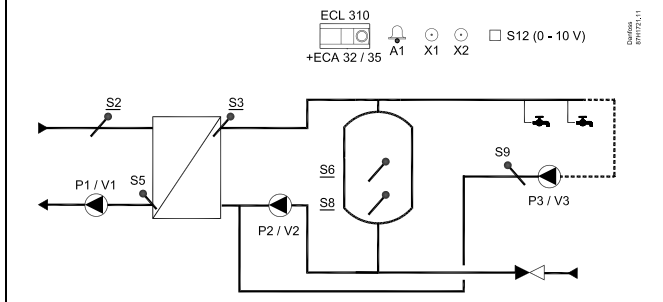 ECL 310
+ECA 32 / 35
A1
X1
X2
S12 (0 - 10 V)
Danfoss
87H1721.11
S2
S3
S9
S6
P1 / V1
S5
S8
P3 / V3
P2 / V2